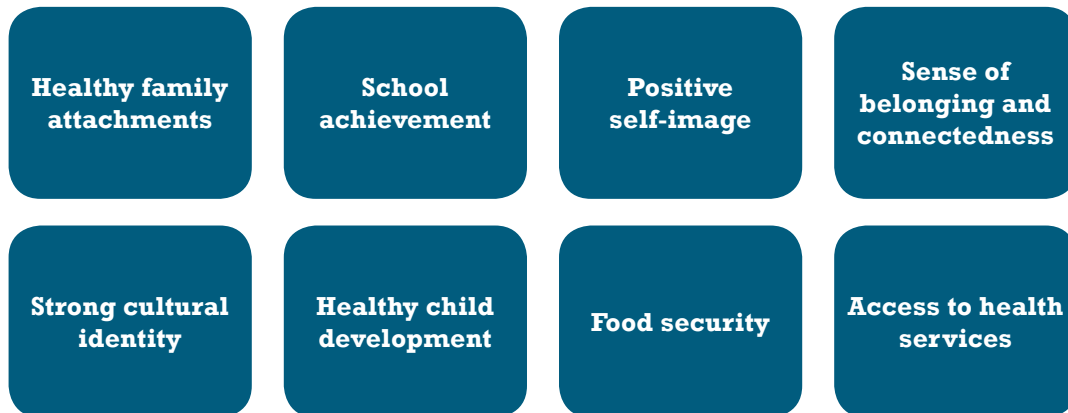 Healthy family
attachments
School
achievement
Positive
self-image
Sense of
belonging and
connectedness
Strong cultural
identity
Healthy child
development
Food security
Access to health
services